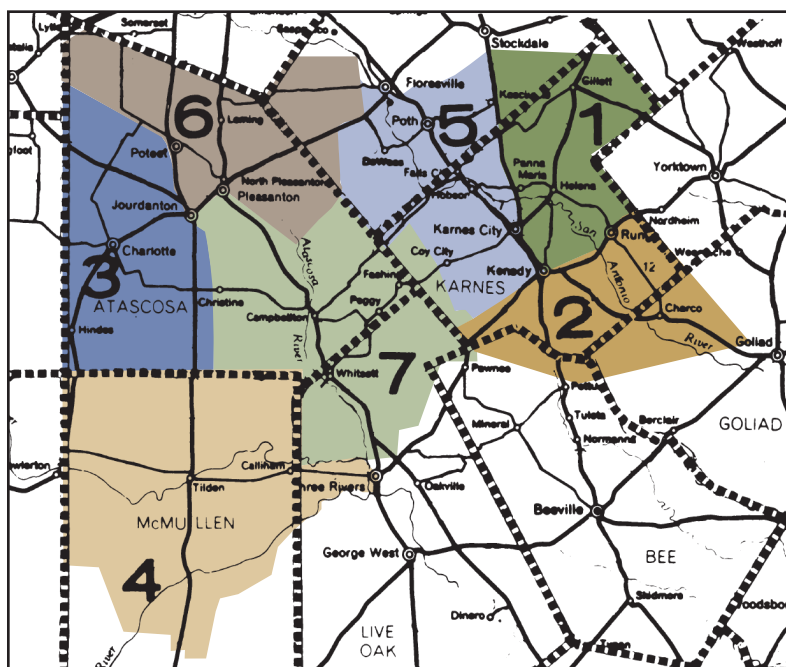 Somerset
Stockdale
Westhoff
Floresville
Gillett
6
Leming
Poth
5
1
Poteet
DeWees
Falls C
Panna
Maria
Yorktown
North Pleasanton
Pleasanton
Hobson
Helena
Jourdanton
San
Nordheim
Karnes City
Run
Charlotte
Atascosa
Coy City
3
Fashing
Kenedy
Antonio
12
ATASCOSA
Christine
Peggy
KARNES
2
Charco
Hindes
Campbellton
River
River
Goliad
7
Whitsett
Pawnee
Pettus
Mineral
Tuleta
Berclair
GOLIAD
Normanna
Calliham
Tilden
Three Rivers
Oakville
McMULLEN
Beeville
George West
BEE
4
Skidmore
Dinero
LIVE
OAK
River